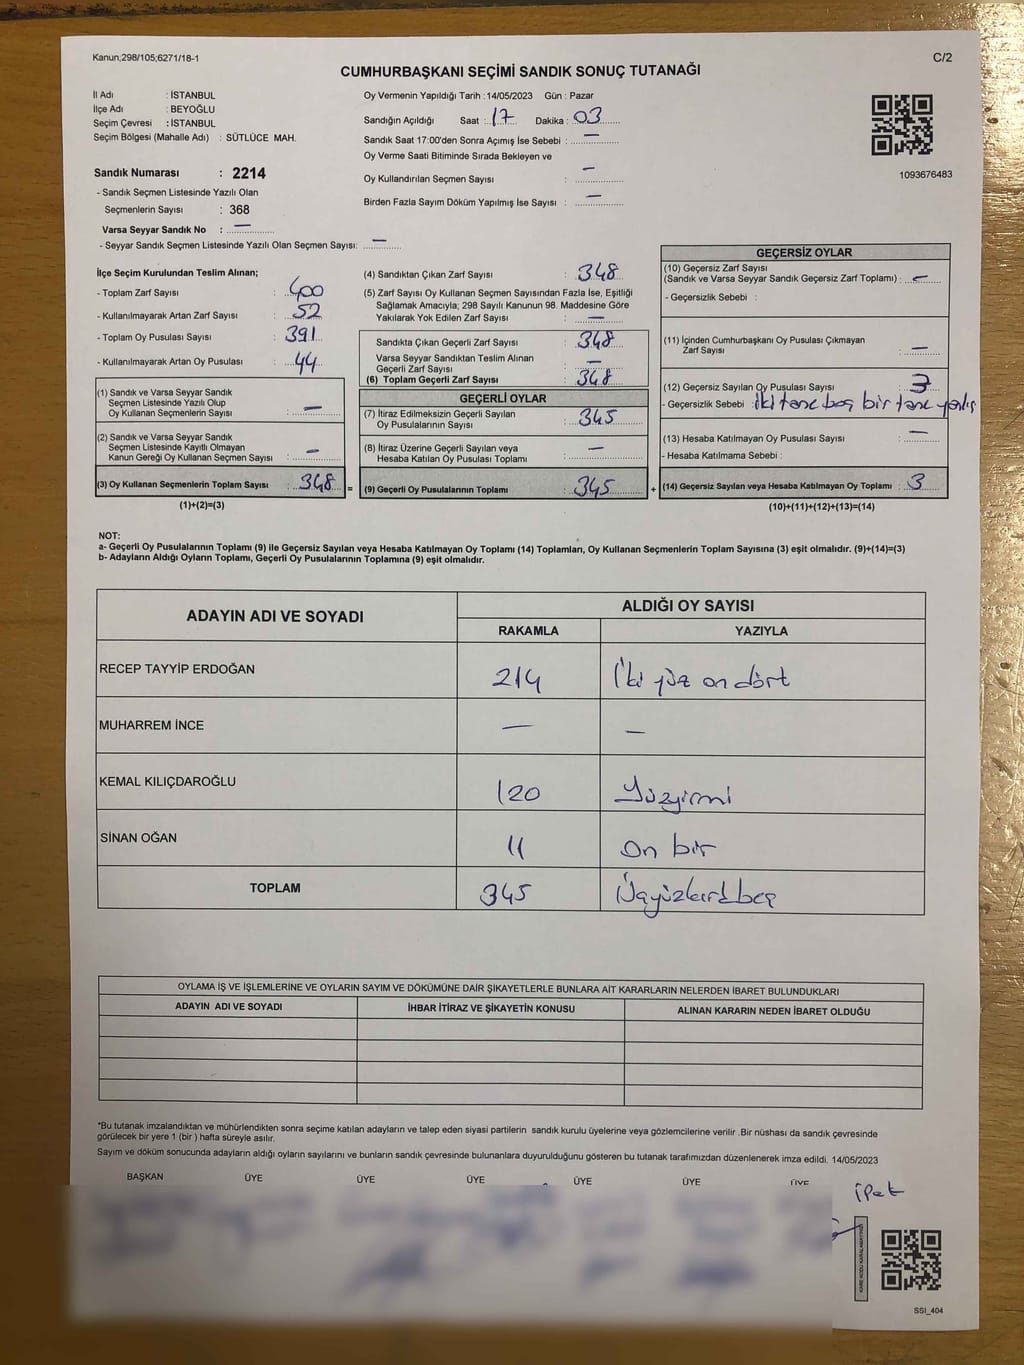 Kanun;298/105;6271/18-1
C/2
CUMHURBAŞKANI SEÇİMİ SANDIK SONUÇ TUTANAĞI
İl Adı : İSTANBUL
İlçe Adı : BEYOĞLU
Seçim Çevresi : İSTANBUL
Seçim Bölgesi (Mahalle Adı) : SÜTLÜCE MAH.
Sandık Numarası : 2214
- Sandık Seçmen Listesinde Yazılı Olan
Seçmenlerin Sayısı : 368
Varsa Seyyar Sandık No : —
- Seyyar Sandık Seçmen Listesinde Yazılı Olan Seçmen Sayısı: —
Oy Vermenin Yapıldığı Tarih :14/05/2023 Gün : Pazar
Sandığın Açıldığı Saat : 17 Dakika : 03
Sandık Saat 17:00'den Sonra Açımış İse Sebebi : —
Oy Verme Saati Bitiminde Sırada Bekleyen ve
Oy Kullandırılan Seçmen Sayısı : —
Birden Fazla Sayım Döküm Yapılmış İse Sayısı : —
1093676483
İlçe Seçim Kurulundan Teslim Alınan;
- Toplam Zarf Sayısı : 400
- Kullanılmayarak Artan Zarf Sayısı : 52
- Toplam Oy Pusulası Sayısı : 391
- Kullanılmayarak Artan Oy Pusulası : 44
(1) Sandık ve Varsa Seyyar Sandık
Seçmen Listesinde Yazılı Olup
Oy Kullanan Seçmenlerin Sayısı : —
(2) Sandık ve Varsa Seyyar Sandık
Seçmen Listesinde Kayıtlı Olmayan
Kanun Gereği Oy Kullanan Seçmen Sayısı : —
(3) Oy Kullanan Seçmenlerin Toplam Sayısı : 348 =
(1)+(2)=(3)
(4) Sandıktan Çıkan Zarf Sayısı : 348
(5) Zarf Sayısı Oy Kullanan Seçmen Sayısından Fazla İse, Eşitliği
Sağlamak Amacıyla; 298 Sayılı Kanunun 98. Maddesine Göre
Yakılarak Yok Edilen Zarf Sayısı : —
Sandıkta Çıkan Geçerli Zarf Sayısı : 348
Varsa Seyyar Sandıktan Teslim Alınan
Geçerli Zarf Sayısı : —
(6) Toplam Geçerli Zarf Sayısı : 348
GEÇERLİ OYLAR
(7) İtiraz Edilmeksizin Geçerli Sayılan
Oy Pusulalarının Sayısı : 345
(8) İtiraz Üzerine Geçerli Sayılan veya
Hesaba Katılan Oy Pusulası Toplamı : —
(9) Geçerli Oy Pusulalarının Toplamı : 345 +
GEÇERSİZ OYLAR
(10) Geçersiz Zarf Sayısı
(Sandık ve Varsa Seyyar Sandık Geçersiz Zarf Toplamı) : —
- Geçersizlik Sebebi :
(11) İçinden Cumhurbaşkanı Oy Pusulası Çıkmayan
Zarf Sayısı : —
(12) Geçersiz Sayılan Oy Pusulası Sayısı : 3
- Geçersizlik Sebebi : iki tane boş bir tane yanlış
(13) Hesaba Katılmayan Oy Pusulası Sayısı : —
- Hesaba Katılmama Sebebi :
(14) Geçersiz Sayılan veya Hesaba Katılmayan Oy Toplamı : 3
(10)+(11)+(12)+(13)=(14)
NOT:
a- Geçerli Oy Pusulalarının Toplamı (9) ile Geçersiz Sayılan veya Hesaba Katılmayan Oy Toplamı (14) Toplamları, Oy Kullanan Seçmenlerin Toplam Sayısına (3) eşit olmalıdır. (9)+(14)=(3)
b- Adayların Aldığı Oyların Toplamı, Geçerli Oy Pusulalarının Toplamına (9) eşit olmalıdır.
ADAYIN ADI VE SOYADI
ALDIĞI OY SAYISI
RAKAMLA YAZIYLA
RECEP TAYYİP ERDOĞAN 214 İki yüz on dört
MUHARREM İNCE — —
KEMAL KILIÇDAROĞLU 120 Yüzyirmi
SİNAN OĞAN 11 On bir
TOPLAM 345 Üçyüzkırkbeş
OYLAMA İŞ VE İŞLEMLERİNE VE OYLARIN SAYIM VE DÖKÜMÜNE DAİR ŞİKAYETLERLE BUNLARA AİT KARARLARIN NELERDEN İBARET BULUNDUKLARI
ADAYIN ADI VE SOYADI İHBAR İTİRAZ VE ŞİKAYETİN KONUSU ALINAN KARARIN NEDEN İBARET OLDUĞU
*Bu tutanak imzalandıktan ve mühürlendikten sonra seçime katılan adayların ve talep eden siyasi partilerin sandık kurulu üyelerine veya gözlemcilerine verilir .Bir nüshası da sandık çevresinde
görülecek bir yere 1 (bir ) hafta süreyle asılır.
Sayım ve döküm sonucunda adayların aldığı oyların sayılarını ve bunların sandık çevresinde bulunanlara duyurulduğunu gösteren bu tutanak tarafımızdan düzenlenerek imza edildi. 14/05/2023
BAŞKAN ÜYE ÜYE ÜYE ÜYE ÜYE ÜYE
ipek
KARE KODU KARALAMAYINIZ!
SSI_404